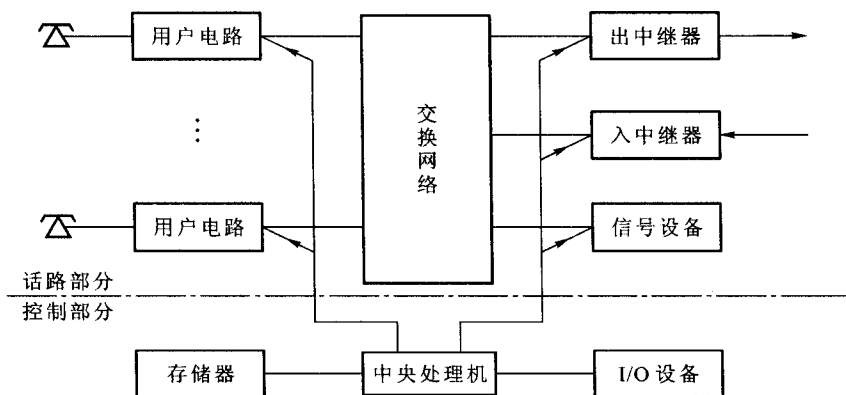 用户电路
出中继器
交换网络
入中继器
用户电路
信号设备
话路部分
控制部分
存储器
中央处理机
I/O设备